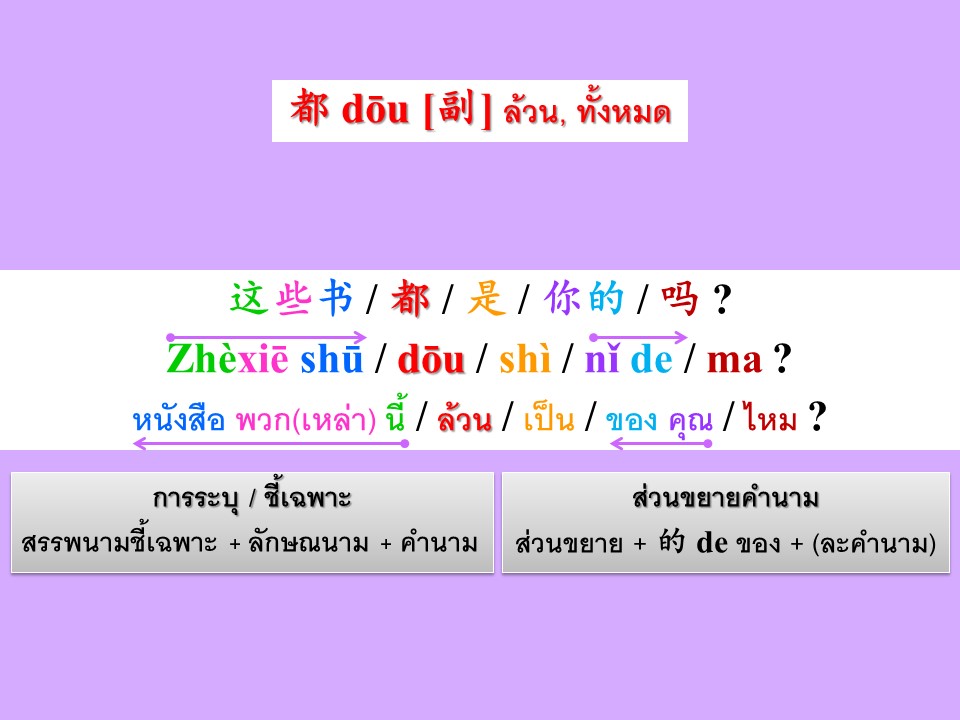 都 dōu [副] ล้วน, ทั้งหมด
这些书 / 都 / 是 / 你的 / 吗 ?
Zhèxiē shū / dōu / shì / nǐ de / ma ?
หนังสือ พวก(เหล่า) นี้ / ล้วน / เป็น / ของ คุณ / ไหม ?
การระบุ / ชี้เฉพาะ
สรรพนามชี้เฉพาะ + ลักษณนาม + คำนาม
ส่วนขยายคำนาม
ส่วนขยาย + 的 de ของ + (ละคำนาม)